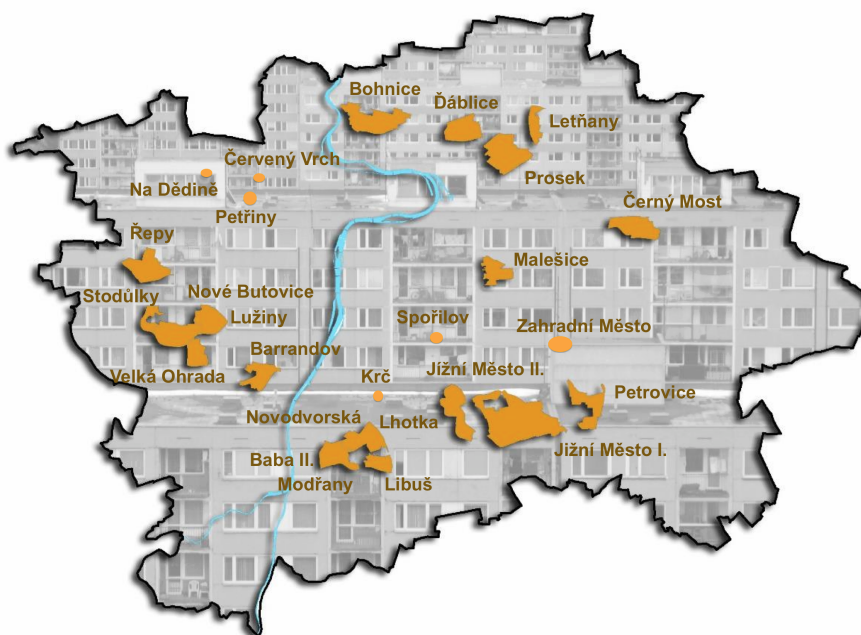 Bohnice
Ďáblice
Letňany
Červený Vrch
Prosek
Na Dědině
Petřiny
Černý Most
Řepy
Malešice
Stodůlky
Nové Butovice
Lužiny
Spořilov
Zahradní Město
Barrandov
Velká Ohrada
Krč
Jížní Město II.
Petrovice
Novodvorská
Lhotka
Jižní Město I.
Baba II.
Modřany
Libuš